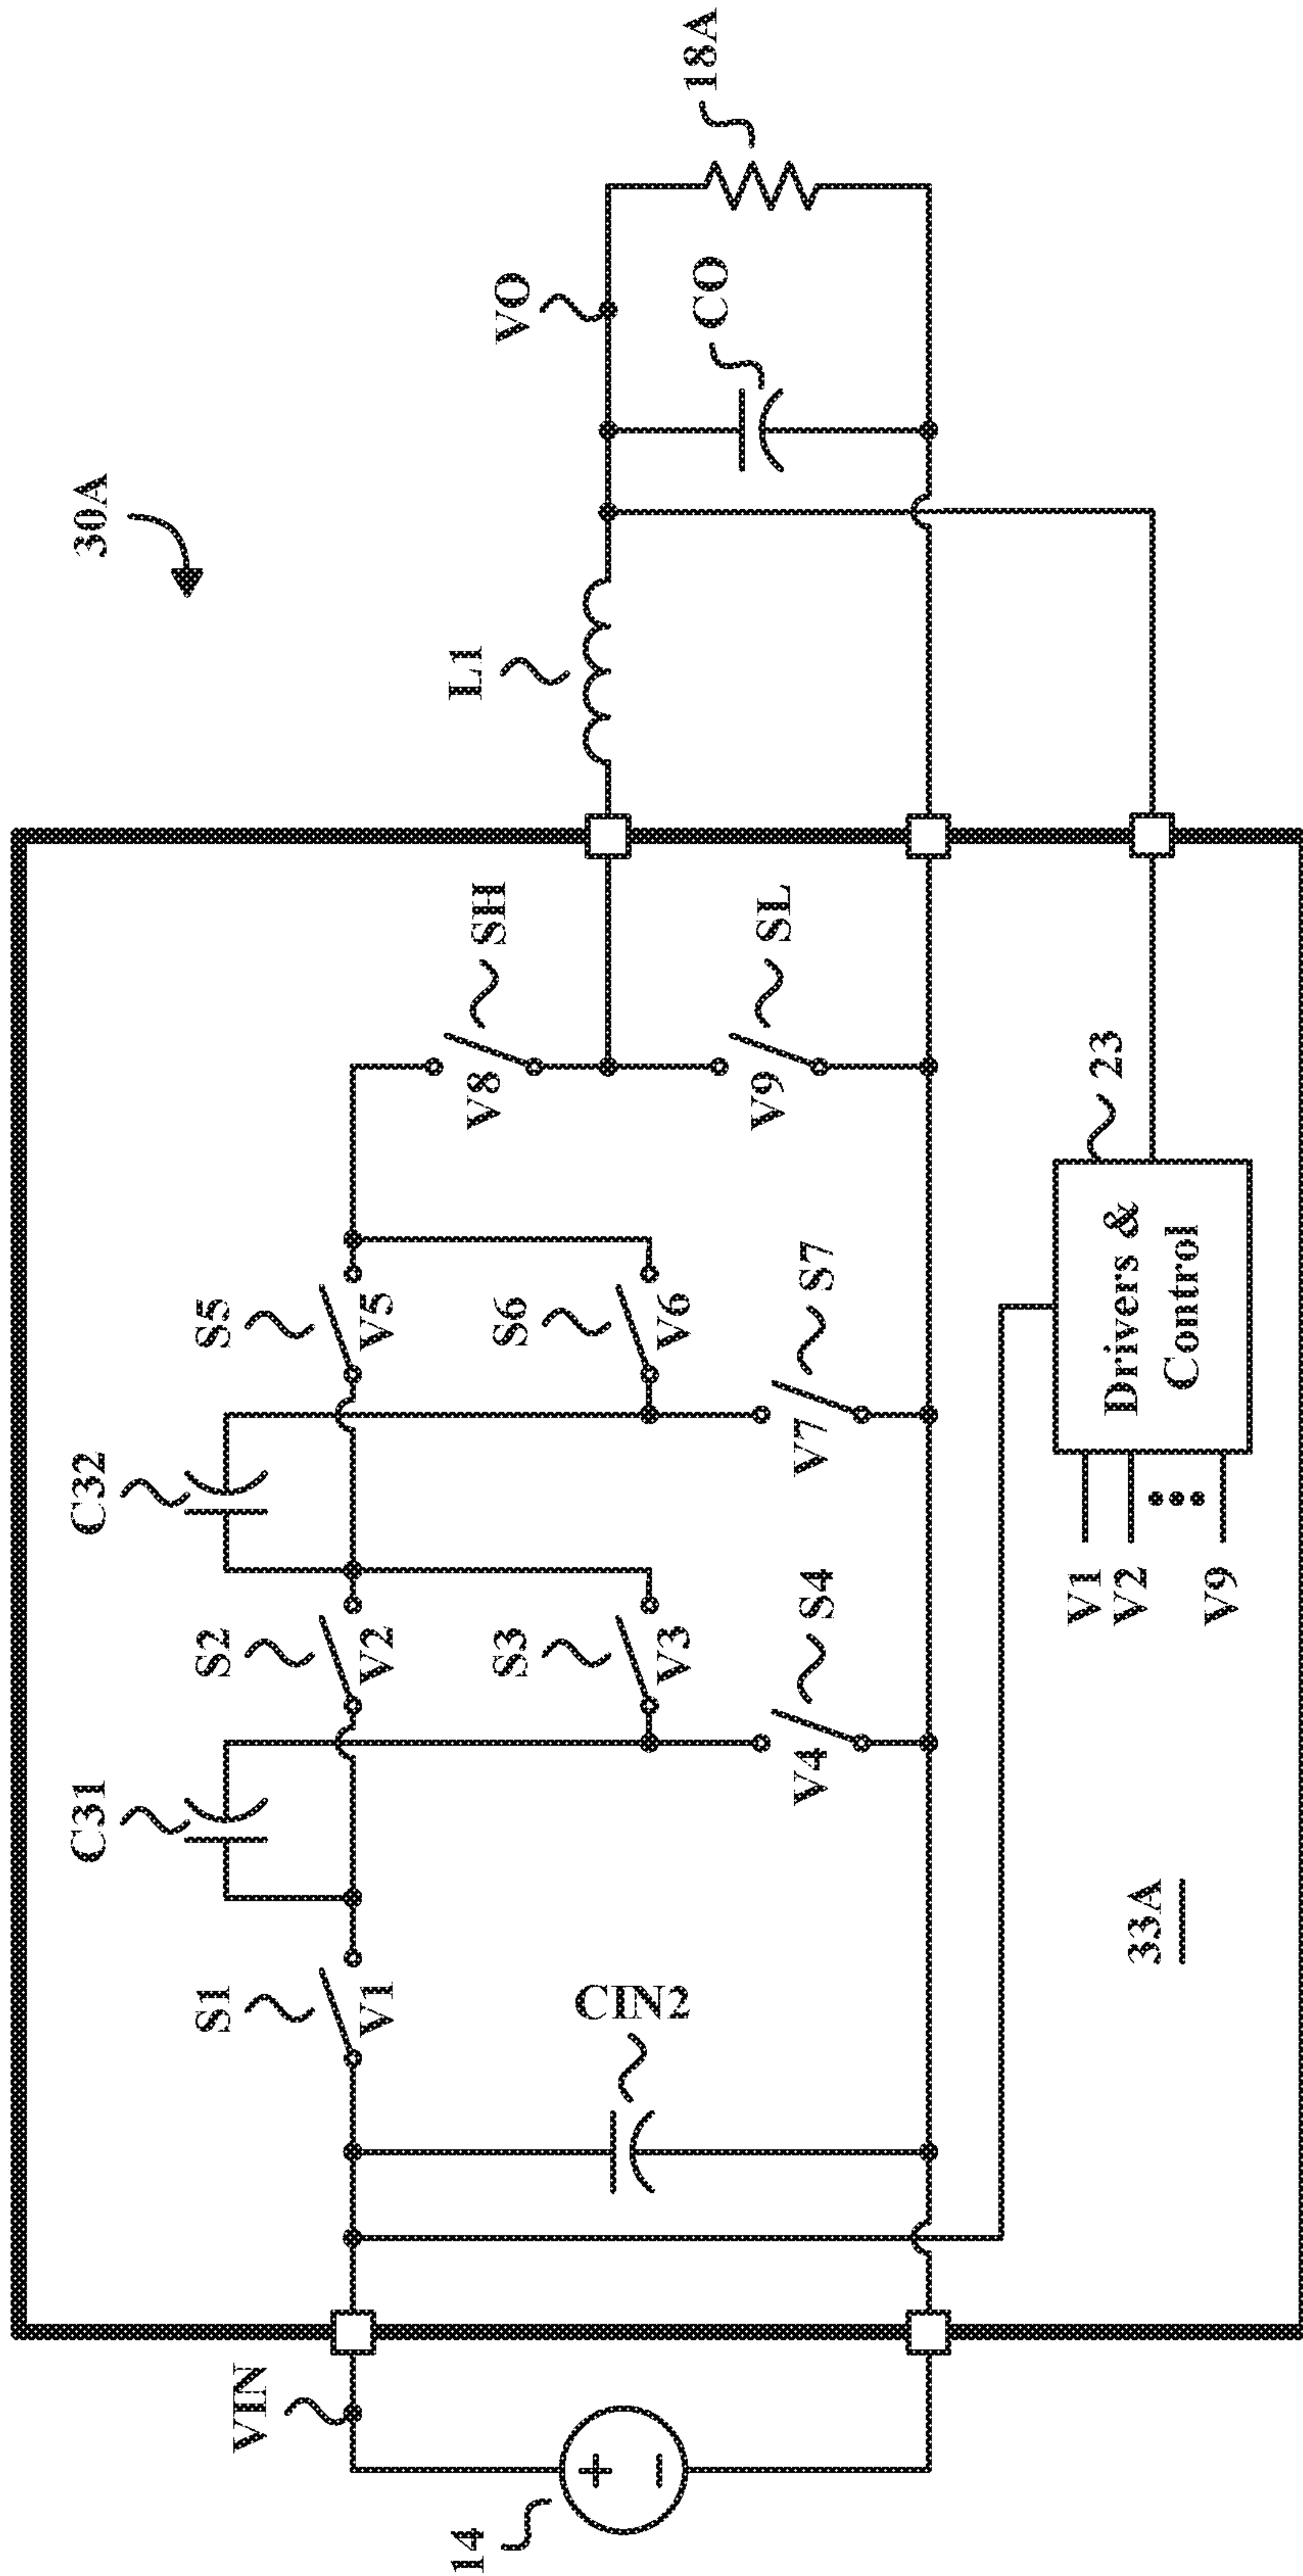 30A
C31
C32
S1
S2
S5
V1
V2
V5
VIN
L1
VO
S3
S6
V3
V6
SH
V8
CIN2
14
CO
18A
V4
S4
V7
S7
V9
SL
33A
V1
V2
V9
Drivers &
Control
23